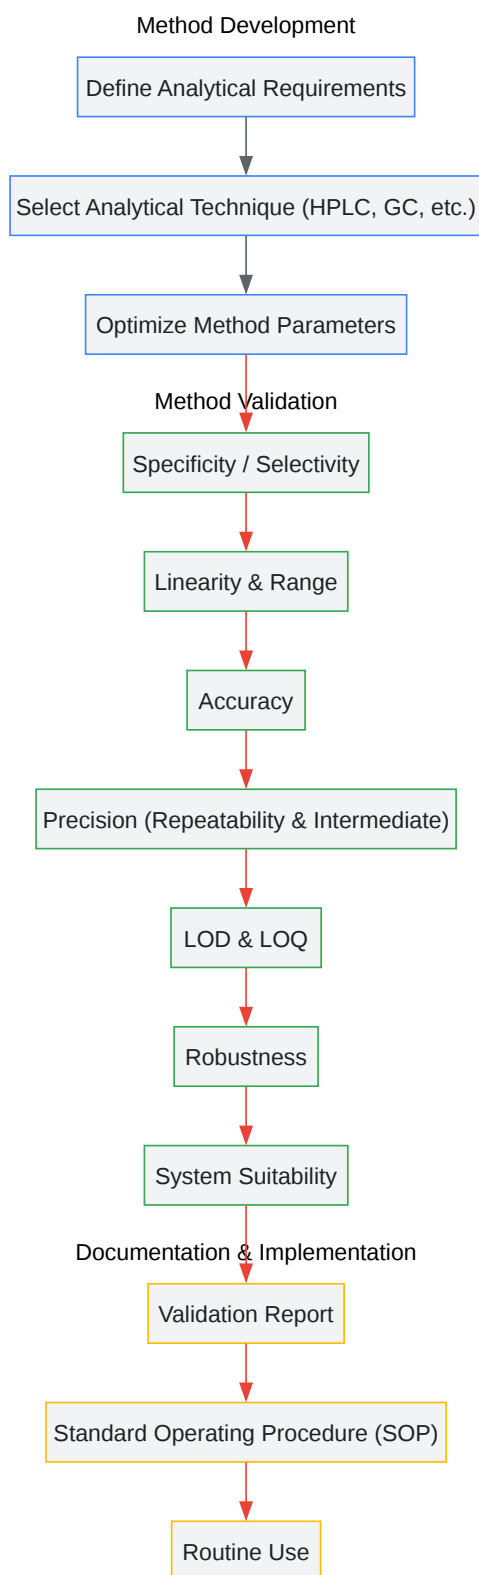 Method Development
Define Analytical Requirements
Select Analytical Technique (HPLC, GC, etc.)
Optimize Method Parameters
Method Validation
Specificity / Selectivity
Linearity & Range
Accuracy
Precision (Repeatability & Intermediate)
LOD & LOQ
Robustness
System Suitability
Documentation & Implementation
Validation Report
Standard Operating Procedure (SOP)
Routine Use